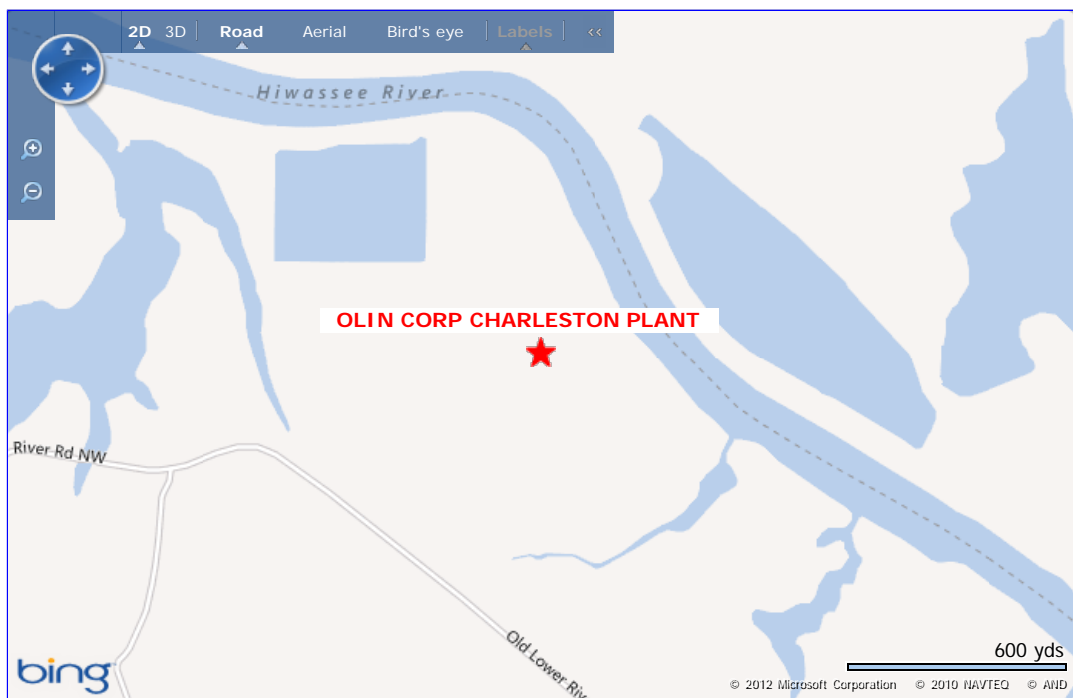 2D 3D Road Aerial Bird's eye Labels <<
Hiwassee River
OLIN CORP CHARLESTON PLANT
River Rd NW
Old Lower Riv
600 yds
bing
© 2012 Microsoft Corporation © 2010 NAVTEQ © AND